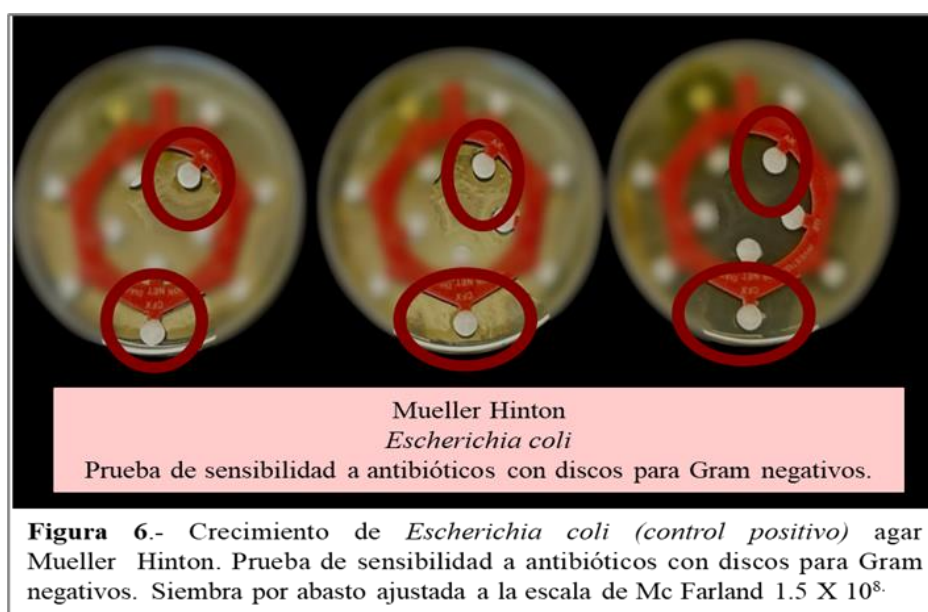 AK
CFX
Mueller Hinton
Escherichia coli
Prueba de sensibilidad a antibióticos con discos para Gram negativos.
Figura 6.- Crecimiento de Escherichia coli (control positivo) agar
Mueller Hinton. Prueba de sensibilidad a antibióticos con discos para Gram
negativos. Siembra por abasto ajustada a la escala de Mc Farland 1.5 X 10⁸.